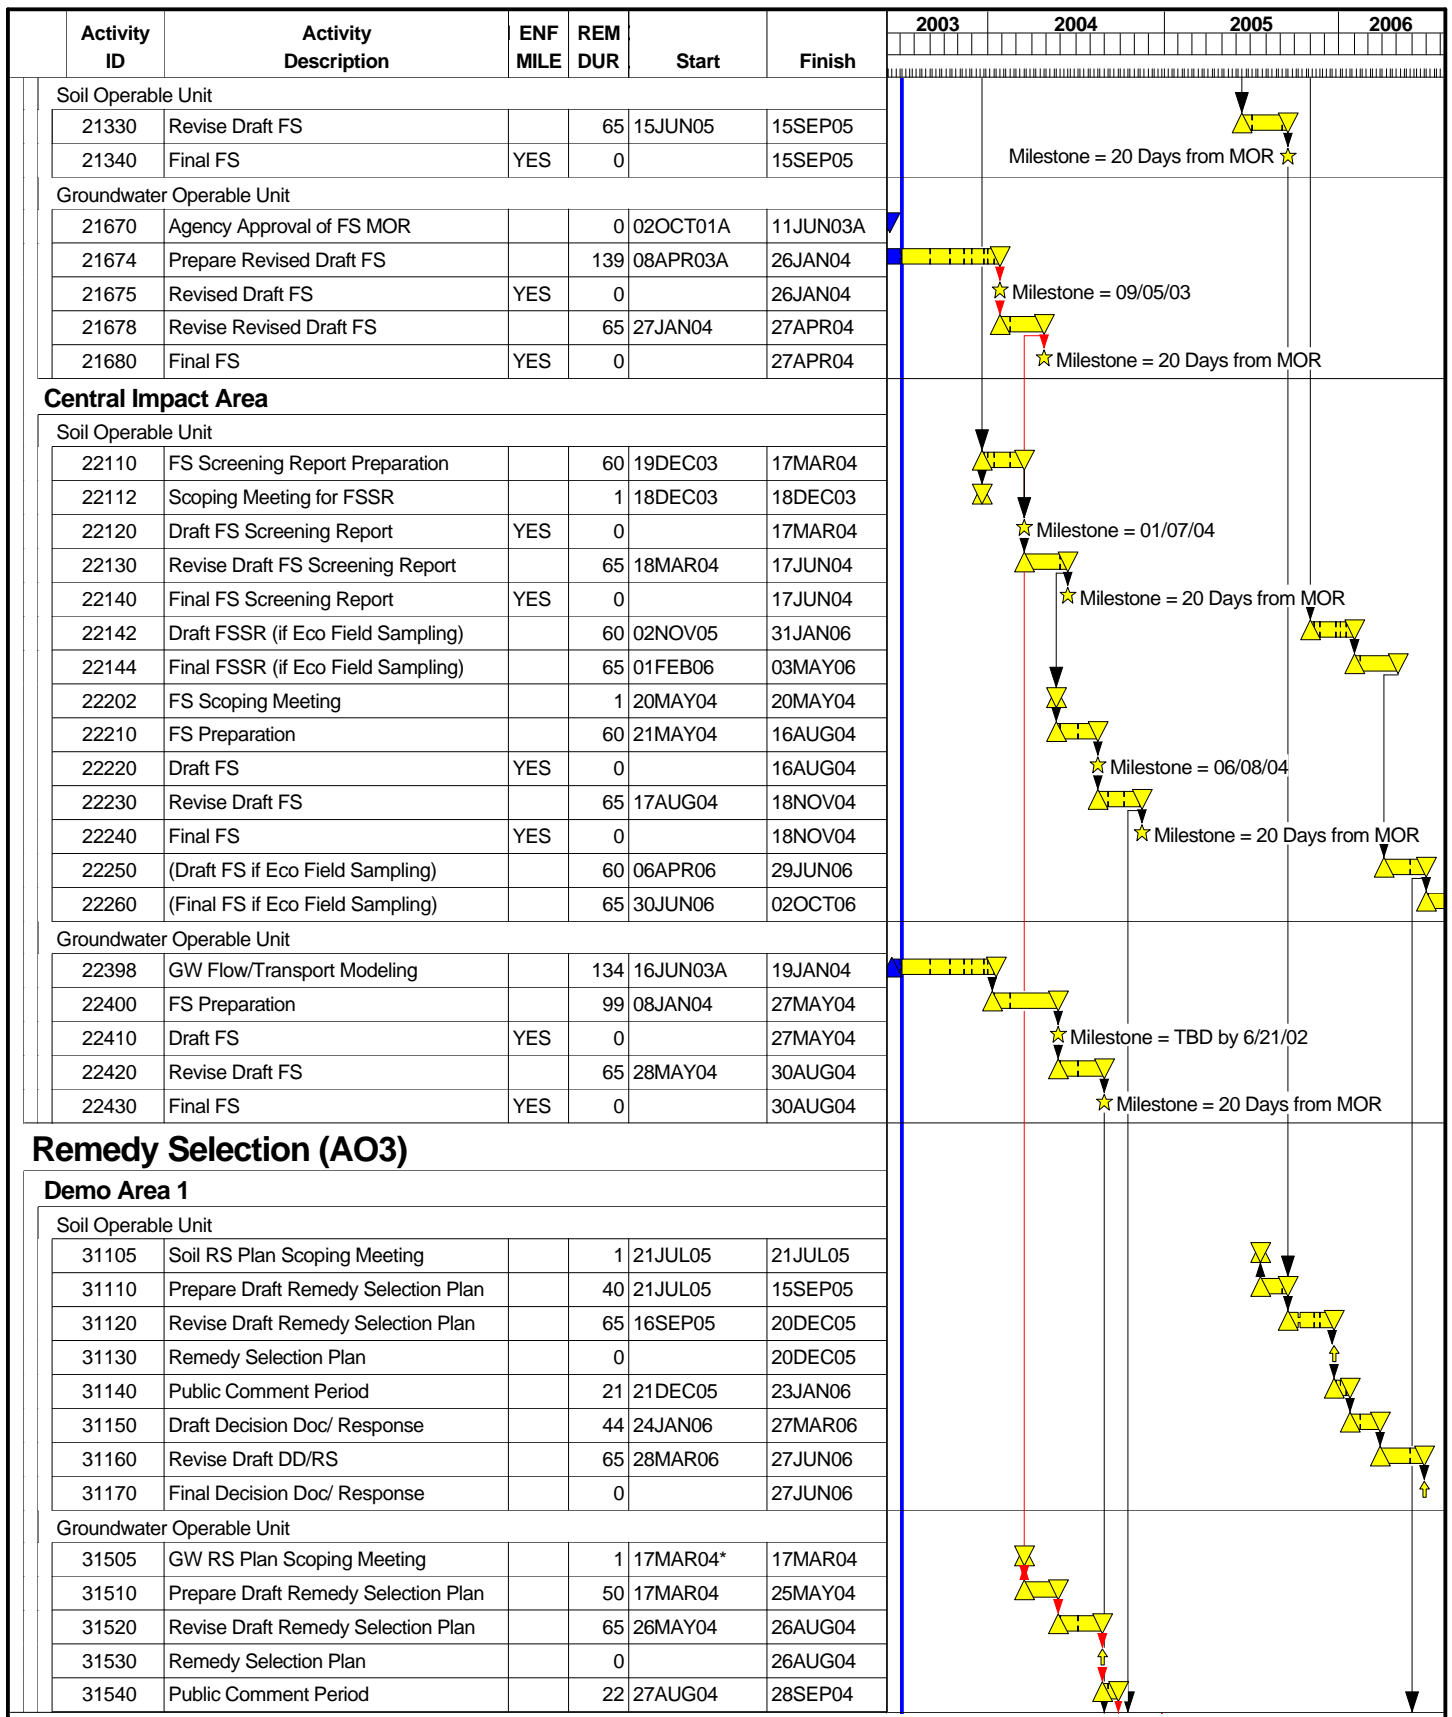 Activity ID Activity Description ENF MILE REM DUR Start Finish 2003 2004 2005 2006
Soil Operable Unit
21330 Revise Draft FS 65 15JUN05 15SEP05
21340 Final FS YES 0 15SEP05 Milestone = 20 Days from MOR
Groundwater Operable Unit
21670 Agency Approval of FS MOR 0 02OCT01A 11JUN03A
21674 Prepare Revised Draft FS 139 08APR03A 26JAN04
21675 Revised Draft FS YES 0 26JAN04 Milestone = 09/05/03
21678 Revise Revised Draft FS 65 27JAN04 27APR04
21680 Final FS YES 0 27APR04 Milestone = 20 Days from MOR
Central Impact Area
Soil Operable Unit
22110 FS Screening Report Preparation 60 19DEC03 17MAR04
22112 Scoping Meeting for FSSR 1 18DEC03 18DEC03
22120 Draft FS Screening Report YES 0 17MAR04 Milestone = 01/07/04
22130 Revise Draft FS Screening Report 65 18MAR04 17JUN04
22140 Final FS Screening Report YES 0 17JUN04 Milestone = 20 Days from MOR
22142 Draft FSSR (if Eco Field Sampling) 60 02NOV05 31JAN06
22144 Final FSSR (if Eco Field Sampling) 65 01FEB06 03MAY06
22202 FS Scoping Meeting 1 20MAY04 20MAY04
22210 FS Preparation 60 21MAY04 16AUG04
22220 Draft FS YES 0 16AUG04 Milestone = 06/08/04
22230 Revise Draft FS 65 17AUG04 18NOV04
22240 Final FS YES 0 18NOV04 Milestone = 20 Days from MOR
22250 (Draft FS if Eco Field Sampling) 60 06APR06 29JUN06
22260 (Final FS if Eco Field Sampling) 65 30JUN06 02OCT06
Groundwater Operable Unit
22398 GW Flow/Transport Modeling 134 16JUN03A 19JAN04
22400 FS Preparation 99 08JAN04 27MAY04
22410 Draft FS YES 0 27MAY04 Milestone = TBD by 6/21/02
22420 Revise Draft FS 65 28MAY04 30AUG04
22430 Final FS YES 0 30AUG04 Milestone = 20 Days from MOR
Remedy Selection (AO3)
Demo Area 1
Soil Operable Unit
31105 Soil RS Plan Scoping Meeting 1 21JUL05 21JUL05
31110 Prepare Draft Remedy Selection Plan 40 21JUL05 15SEP05
31120 Revise Draft Remedy Selection Plan 65 16SEP05 20DEC05
31130 Remedy Selection Plan 0 20DEC05
31140 Public Comment Period 21 21DEC05 23JAN06
31150 Draft Decision Doc/ Response 44 24JAN06 27MAR06
31160 Revise Draft DD/RS 65 28MAR06 27JUN06
31170 Final Decision Doc/ Response 0 27JUN06
Groundwater Operable Unit
31505 GW RS Plan Scoping Meeting 1 17MAR04* 17MAR04
31510 Prepare Draft Remedy Selection Plan 50 17MAR04 25MAY04
31520 Revise Draft Remedy Selection Plan 65 26MAY04 26AUG04
31530 Remedy Selection Plan 0 26AUG04
31540 Public Comment Period 22 27AUG04 28SEP04